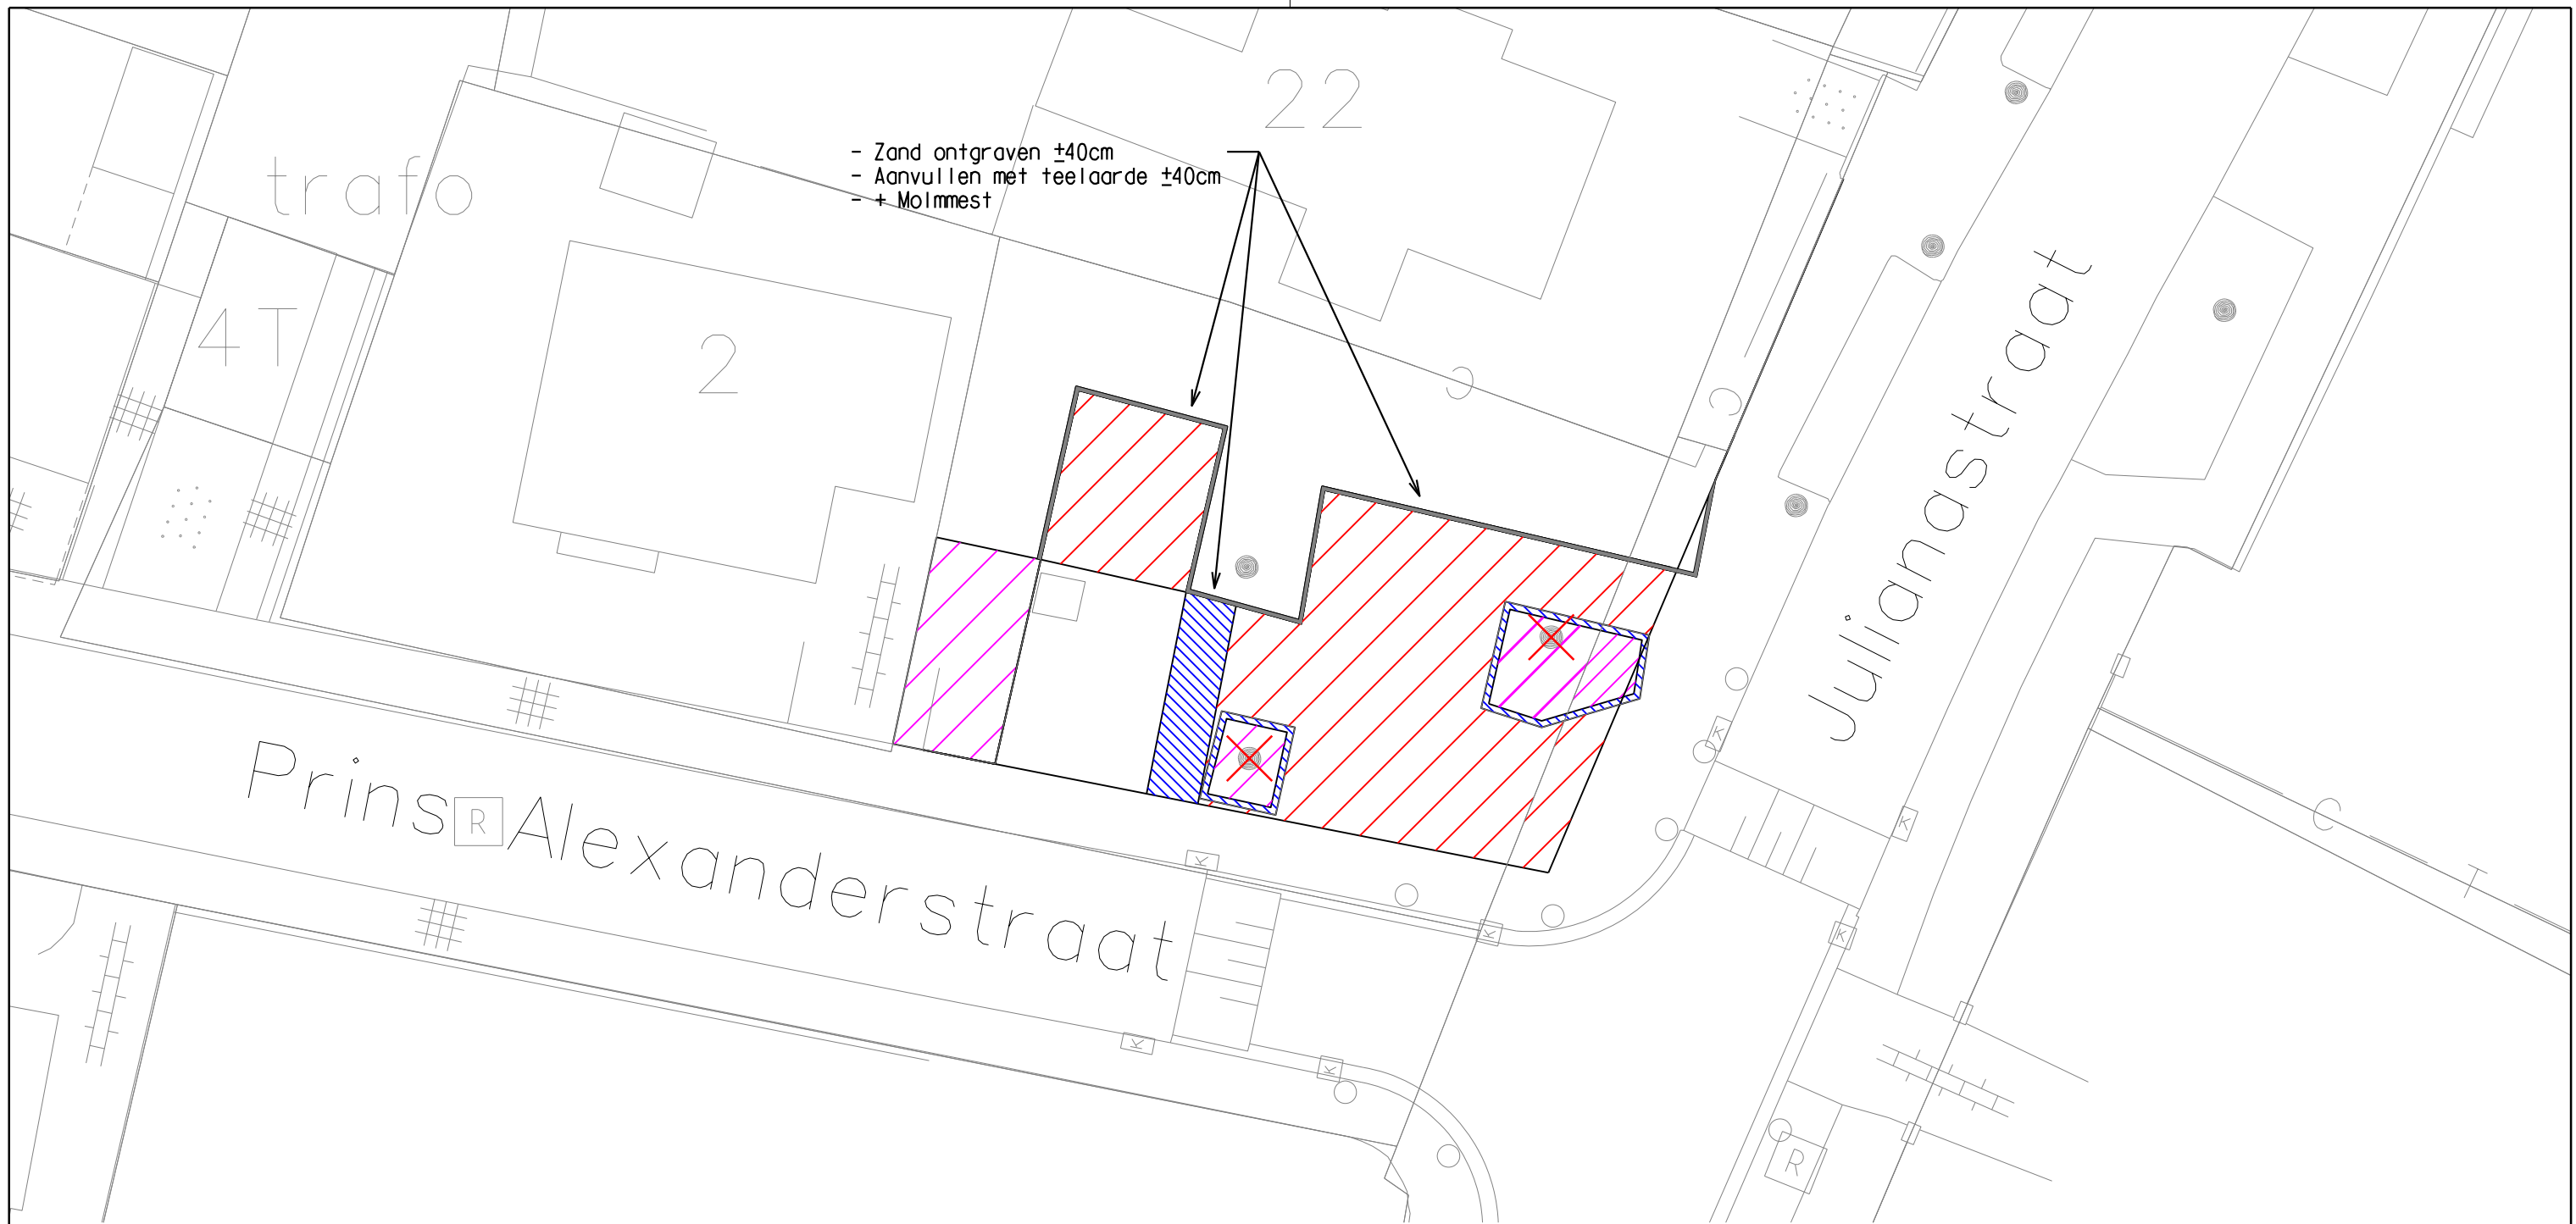 22
- Zand ontgraven ±40cm
- Aanvullen met teelaarde ±40cm
- + Molmmest
trafo
4T
2
Julianastraat
Prins Alexanderstraat
R
K
K
K
K
K
K
K
R